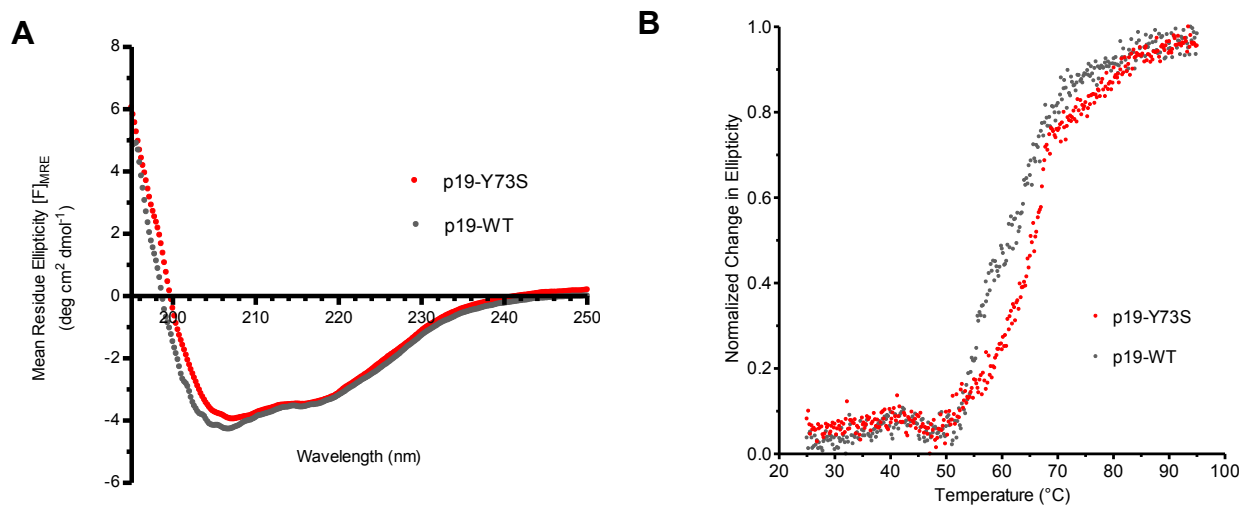 A
8
6
4
2
0
-2
-4
-6
200 210 220 230 240 250
Mean Residue Ellipticity [F]MRE
(deg cm² dmol⁻¹)
Wavelength (nm)
p19-Y73S
p19-WT
B
1.0
0.8
0.6
0.4
0.2
0.0
20 30 40 50 60 70 80 90 100
Normalized Change in Ellipticity
Temperature (°C)
p19-Y73S
p19-WT